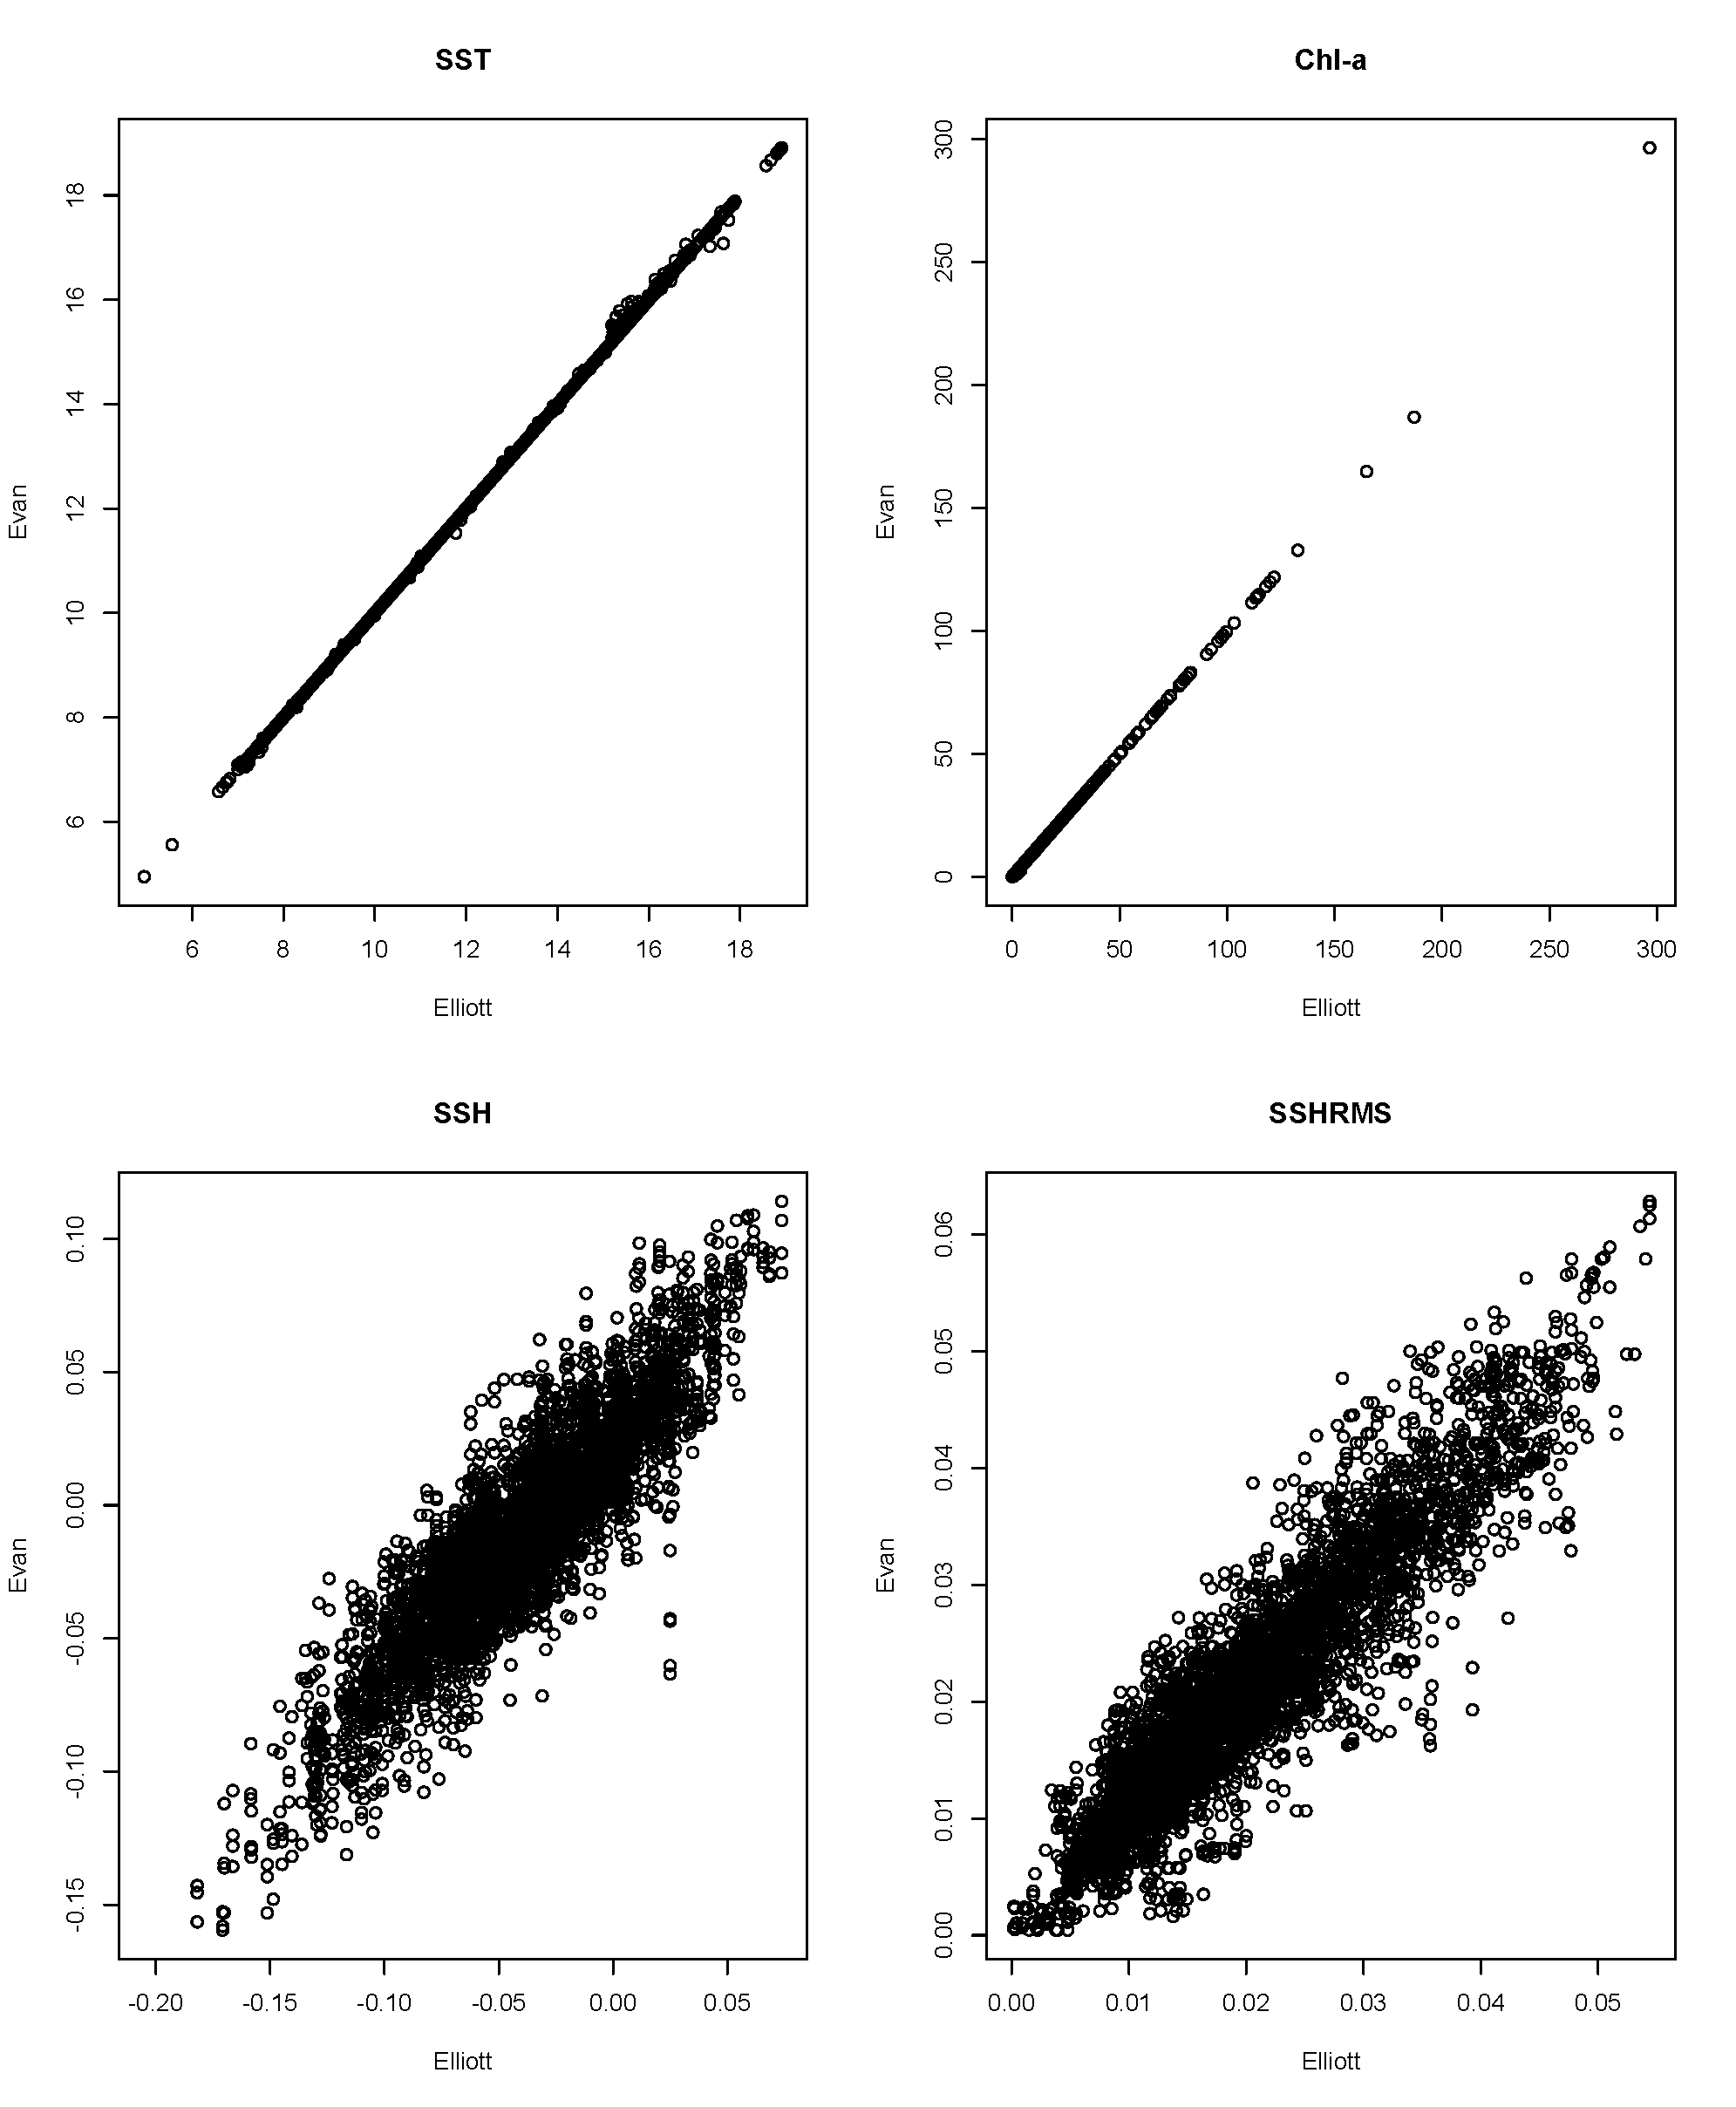 SST
Chl-a
Evan
18
16
14
12
10
8
6
6 8 10 12 14 16 18
Elliott
Evan
300
250
200
150
100
50
0
0 50 100 150 200 250 300
Elliott
SSH
SSHRMS
Evan
0.10
0.05
0.00
-0.05
-0.10
-0.15
-0.20 -0.15 -0.10 -0.05 0.00 0.05
Elliott
Evan
0.06
0.05
0.04
0.03
0.02
0.01
0.00
0.00 0.01 0.02 0.03 0.04 0.05
Elliott